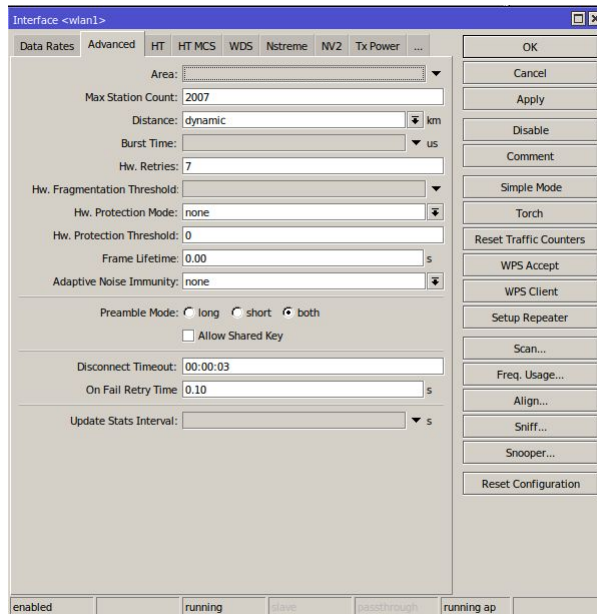 Interface <wlan1>
Data Rates Advanced HT HT MCS WDS Nstreme NV2 Tx Power ...
Area:
Max Station Count: 2007
Distance: dynamic km
Burst Time: us
Hw. Retries: 7
Hw. Fragmentation Threshold:
Hw. Protection Mode: none
Hw. Protection Threshold: 0
Frame Lifetime: 0.00 s
Adaptive Noise Immunity: none
Preamble Mode: long short both
Allow Shared Key
Disconnect Timeout: 00:00:03
On Fail Retry Time 0.10 s
Update Stats Interval: s
OK
Cancel
Apply
Disable
Comment
Simple Mode
Torch
Reset Traffic Counters
WPS Accept
WPS Client
Setup Repeater
Scan...
Freq. Usage...
Align...
Sniff...
Snooper...
Reset Configuration
enabled running slave passthrough running ap